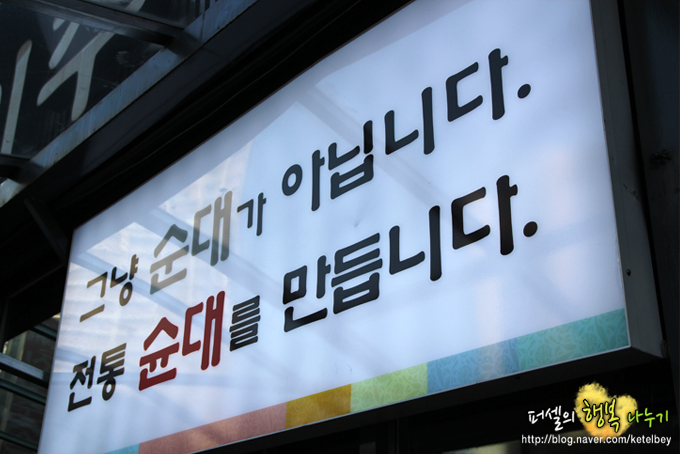 그냥 순대가 아닙니다.
전통 순대를 만듭니다.
퍼셀의 행복 나누기
http://blog.naver.com/ketelbey